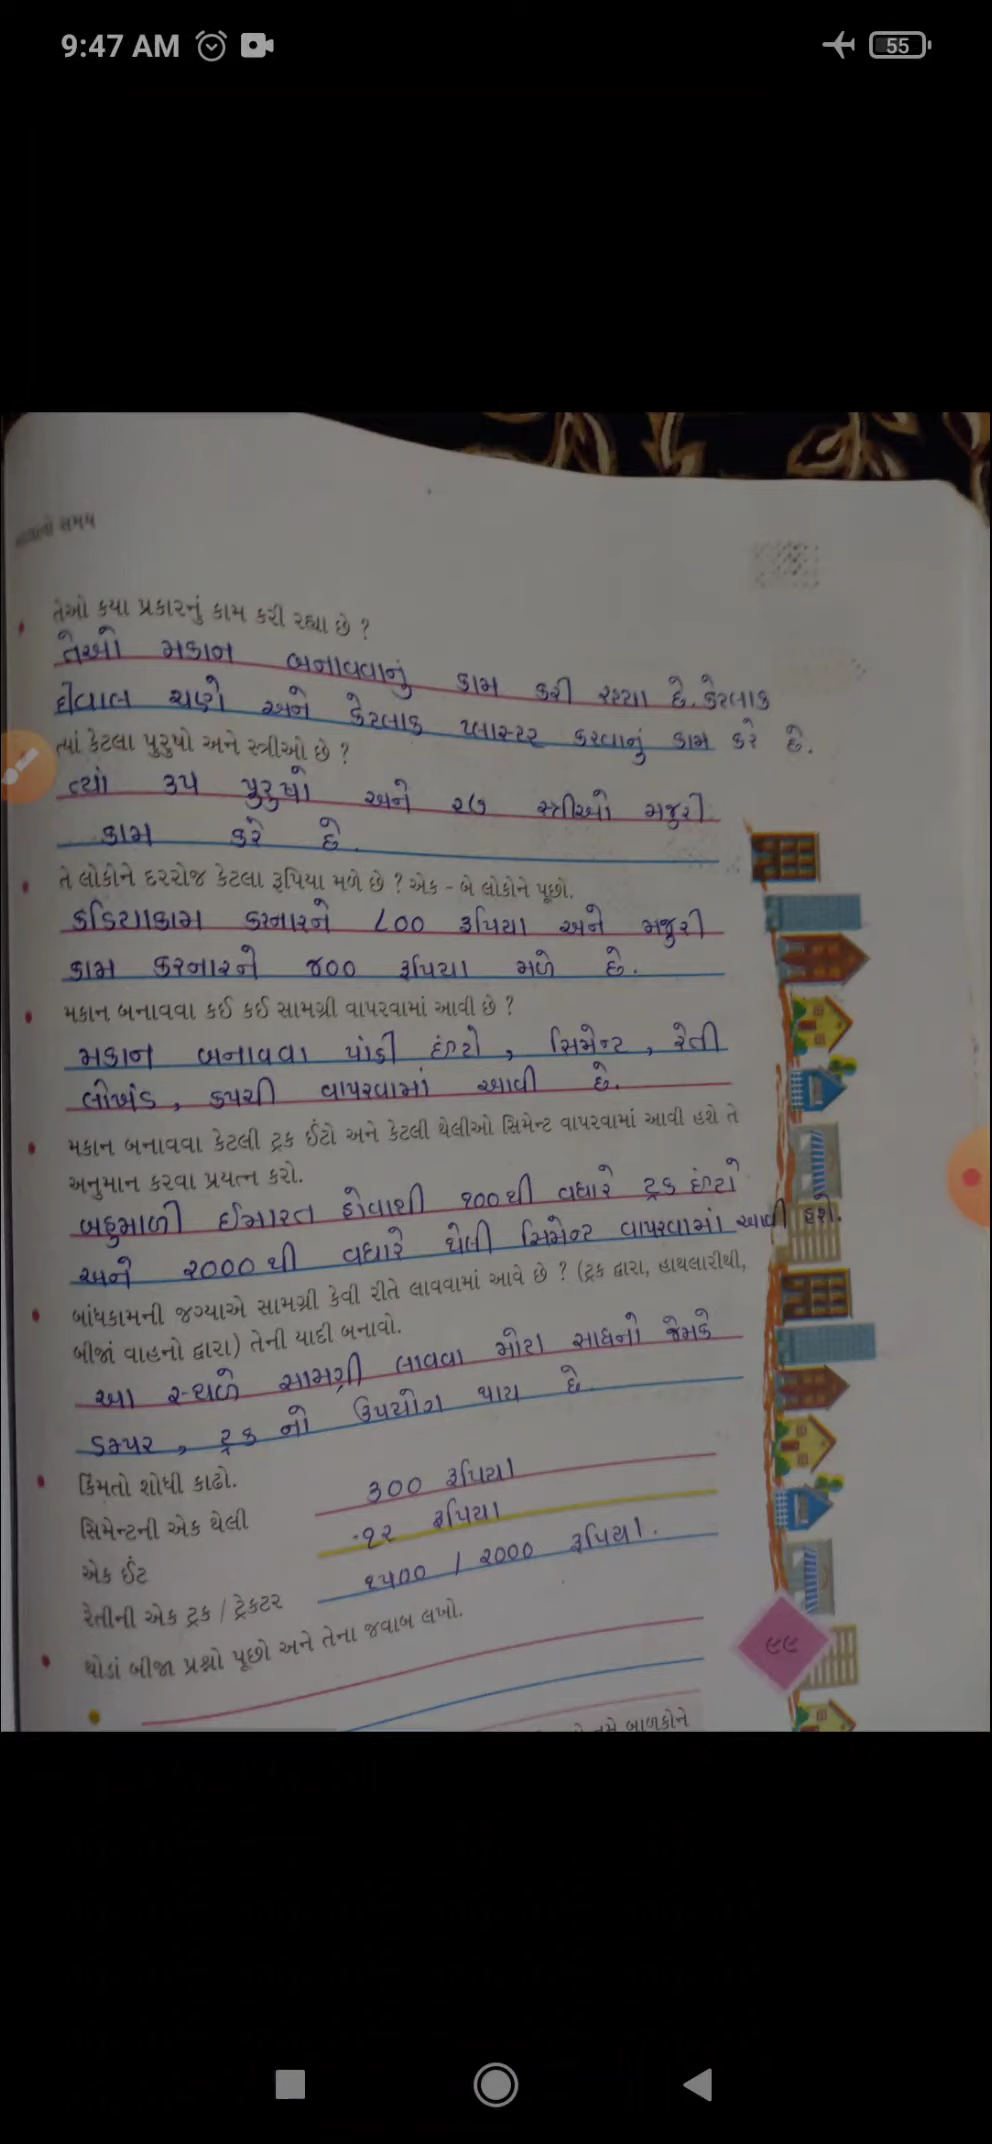 9:47 AM
55
સમય
તેઓ કયા પ્રકારનું કામ કરી રહ્યા છે ?
તેઓ મકાન બનાવવાનું કામ કરી રહ્યા છે. કેટલાક
દીવાલ ચણે અને કેટલાક પ્લાસ્ટર કરવાનું કામ કરે છે.
ત્યાં કેટલા પુરુષો અને સ્ત્રીઓ છે ?
ત્યાં ૩૫ પુરુષો અને ૨૭ સ્ત્રીઓ મજુરી
કામ કરે છે.
તે લોકોને દરરોજ કેટલા રૂપિયા મળે છે ? એક - બે લોકોને પૂછો.
કડિયાકામ કરનારને ૮૦૦ રૂપિયા અને મજુરી
કામ કરનારને ૪૦૦ રૂપિયા મળે છે.
મકાન બનાવવા કઈ કઈ સામગ્રી વાપરવામાં આવી છે ?
મકાન બનાવવા પાકી ઇંટો, સિમેન્ટ, રેતી
લોખંડ, કપચી વાપરવામાં આવી છે.
મકાન બનાવવા કેટલી ટ્રક ઈંટો અને કેટલી થેલીઓ સિમેન્ટ વાપરવામાં આવી હશે તે
અનુમાન કરવા પ્રયત્ન કરો.
બહુમાળી ઈમારત હોવાથી ૧૦૦થી વધારે ટ્રક ઇંટો
અને ૨૦૦૦થી વધારે થેલી સિમેન્ટ વાપરવામાં આવી હશે.
બાંધકામની જગ્યાએ સામગ્રી કેવી રીતે લાવવામાં આવે છે ? (ટ્રક દ્વારા, હાથલારીથી,
બીજાં વાહનો દ્વારા) તેની યાદી બનાવો.
આ સ્થળે સામગ્રી લાવવા મોટા સાધનો જેમકે
ડમ્પર, ટ્રક નો ઉપયોગ થાય છે.
કિંમતો શોધી કાઢો.
સિમેન્ટની એક થેલી ૩૦૦ રૂપિયા
એક ઈંટ ૧૨ રૂપિયા
રેતીની એક ટ્રક / ટ્રેકટર ૧૫૦૦ / ૨૦૦૦ રૂપિયા.
થોડાં બીજા પ્રશ્નો પૂછો અને તેના જવાબ લખો.
૯૯
તમે બાળકોને